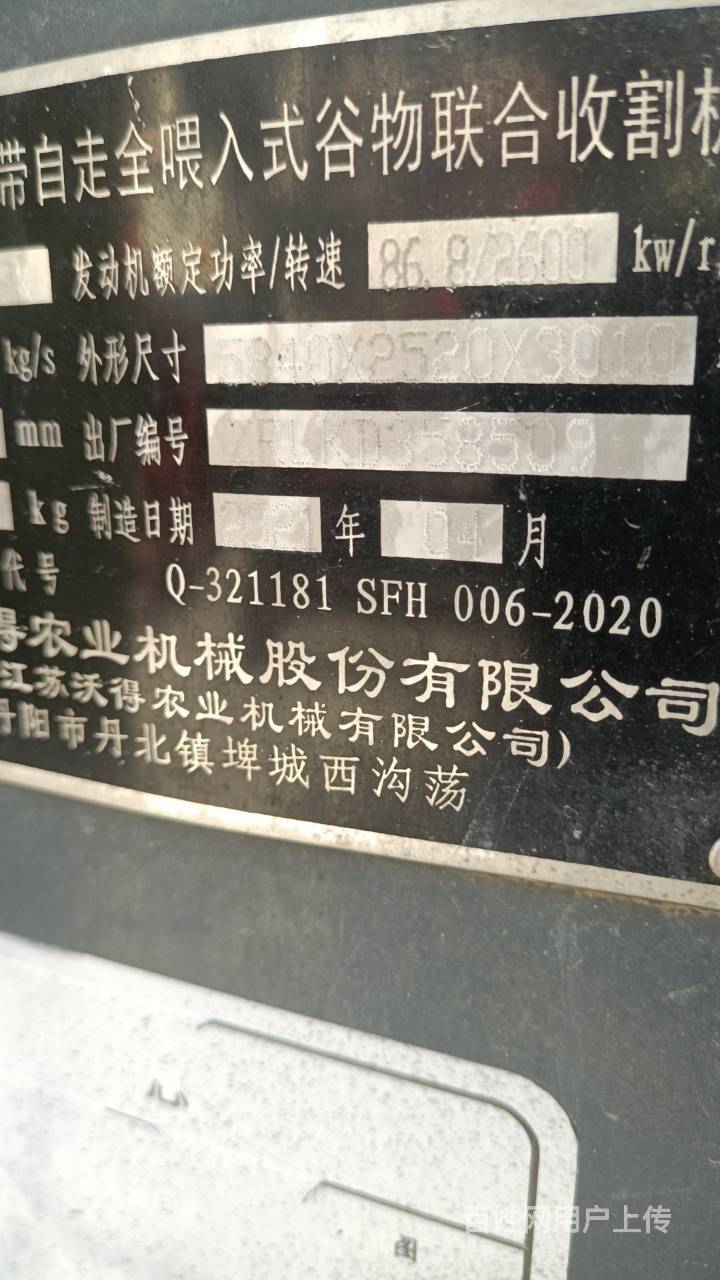 带自走全喂入式谷物联合收割机
发动机额定功率/转速 86.8/2600 kw/r
kg/s 外形尺寸 5840X2520X3010
mm 出厂编号
kg 制造日期 2021 年 04 月
代号 Q-321181 SFH 006-2020
得农业机械股份有限公司
江苏沃得农业机械有限公司)
丹阳市丹北镇埤城西沟荡
图
百姓网用户上传